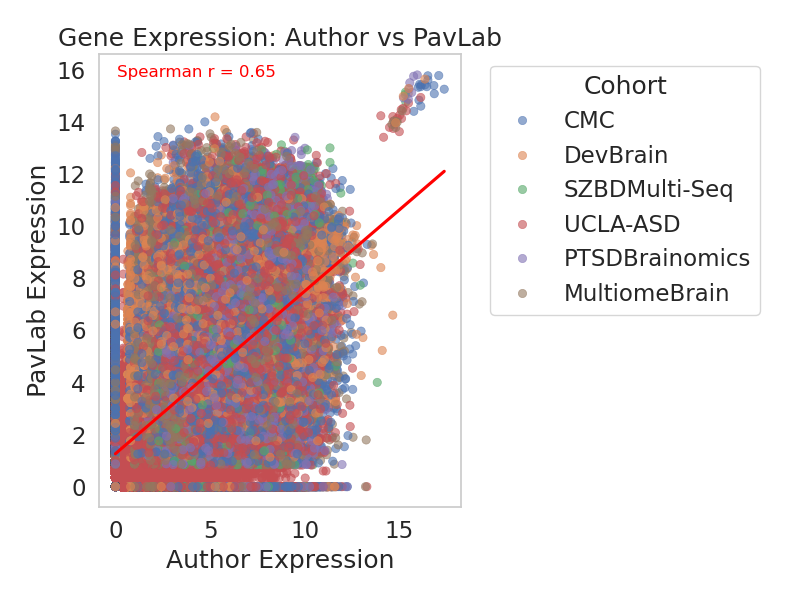 Gene Expression: Author vs PavLab
Spearman r = 0.65
16
14
12
10
8
6
4
2
0
PavLab Expression
0 5 10 15
Author Expression
Cohort
CMC
DevBrain
SZBDMulti-Seq
UCLA-ASD
PTSDBrainomics
MultiomeBrain